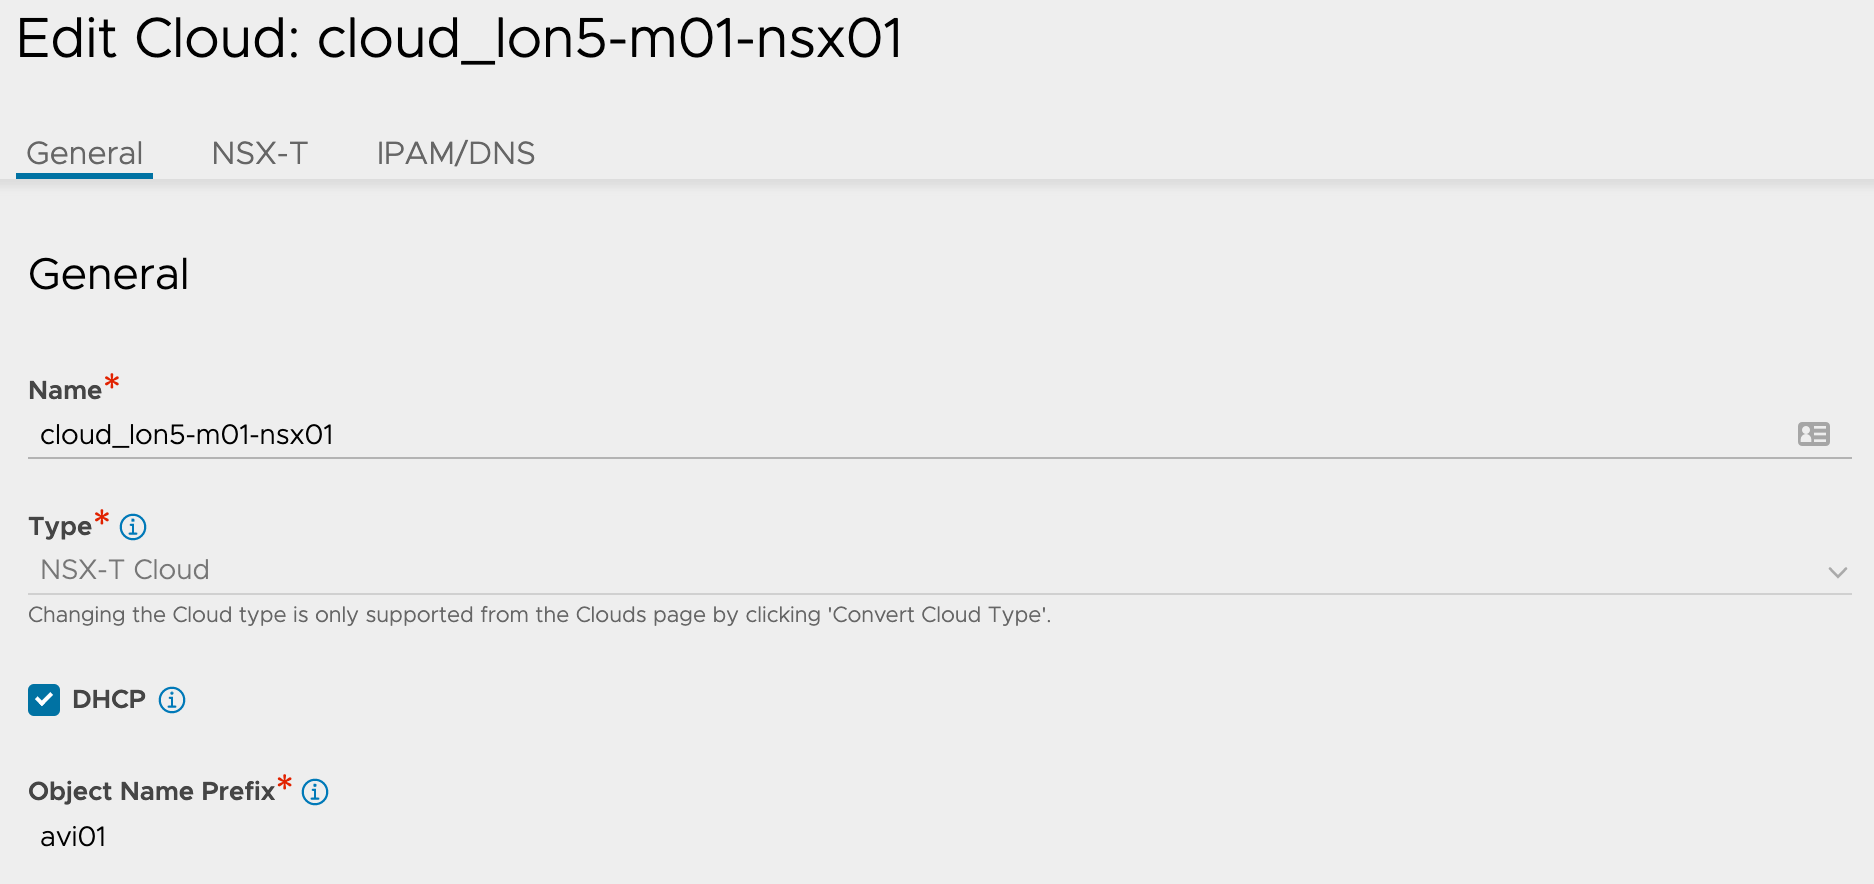 Edit Cloud: cloud_lon5-m01-nsx01
General NSX-T IPAM/DNS
General
Name*
cloud_lon5-m01-nsx01
Type*
NSX-T Cloud
Changing the Cloud type is only supported from the Clouds page by clicking 'Convert Cloud Type'.
DHCP
Object Name Prefix*
avi01